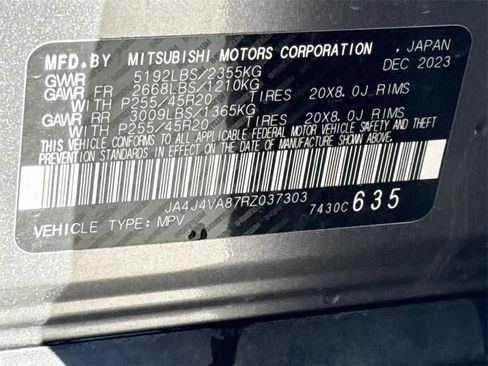 MFD.BY MITSUBISHI MOTORS CORPORATION , JAPAN
GWWR 5192LBS/2355KG DEC 2023
GAWR FR 2668LBS/1210KG
WITH P255/45R20 TIRES 20X8.0J RIMS
GAWR RR 3009LBS/1365KG
WITH P255/45R20 TIRES 20X8.0J RIMS
THIS VEHICLE CONFORMS TO ALL APPLICABLE FEDERAL MOTOR VEHICLE SAFETY AND THEFT
PREVENTION STANDARDS IN EFFECT ON THE DATE OF MANUFACTURE SHOWN ABOVE.
JA4J4VA87RZ037303
VEHICLE TYPE: MPV 7430C 635